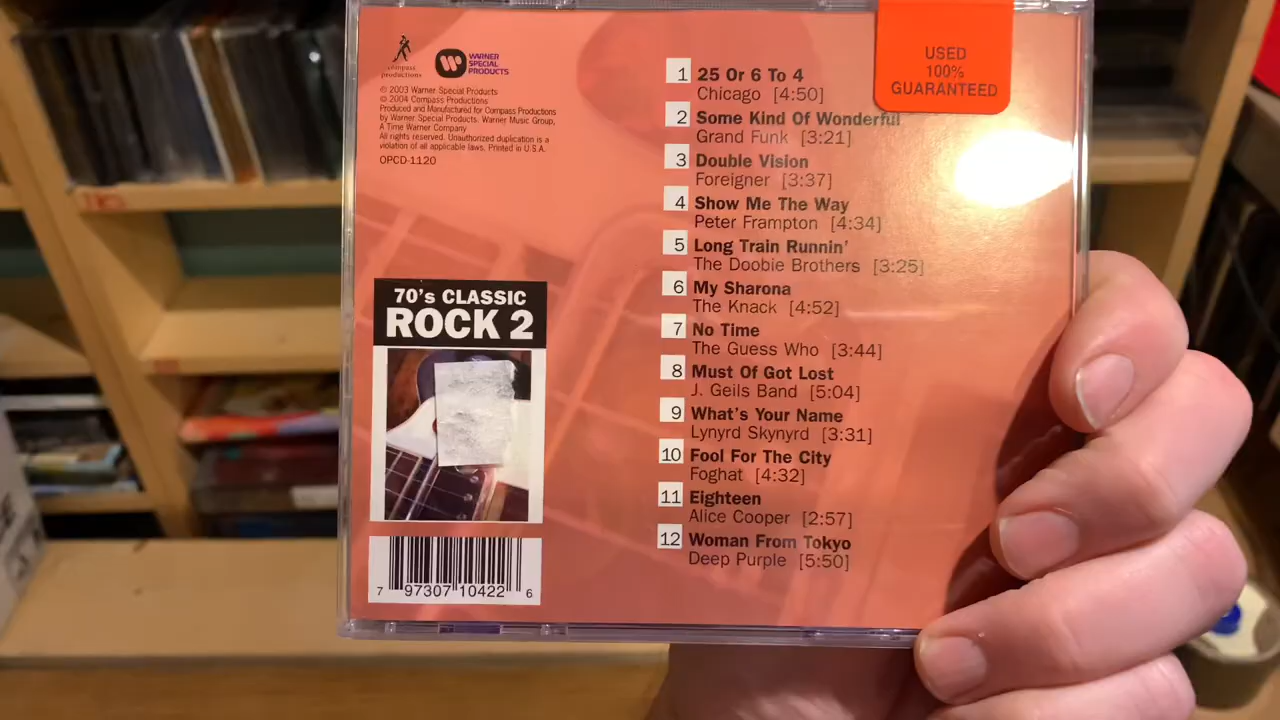 compass
productions
WARNER
SPECIAL
PRODUCTS
℗ 2003 Warner Special Products
© 2004 Compass Productions
Produced and Manufactured for Compass Productions
by Warner Special Products. Warner Music Group,
A Time Warner Company
All rights reserved. Unauthorized duplication is a
violation of all applicable laws. Printed in U.S.A.
OPCD-1120
70's CLASSIC
ROCK 2
7 97307 10422 6
USED
100%
GUARANTEED
1 25 Or 6 To 4
Chicago [4:50]
2 Some Kind Of Wonderful
Grand Funk [3:21]
3 Double Vision
Foreigner [3:37]
4 Show Me The Way
Peter Frampton [4:34]
5 Long Train Runnin'
The Doobie Brothers [3:25]
6 My Sharona
The Knack [4:52]
7 No Time
The Guess Who [3:44]
8 Must Of Got Lost
J. Geils Band [5:04]
9 What's Your Name
Lynyrd Skynyrd [3:31]
10 Fool For The City
Foghat [4:32]
11 Eighteen
Alice Cooper [2:57]
12 Woman From Tokyo
Deep Purple [5:50]